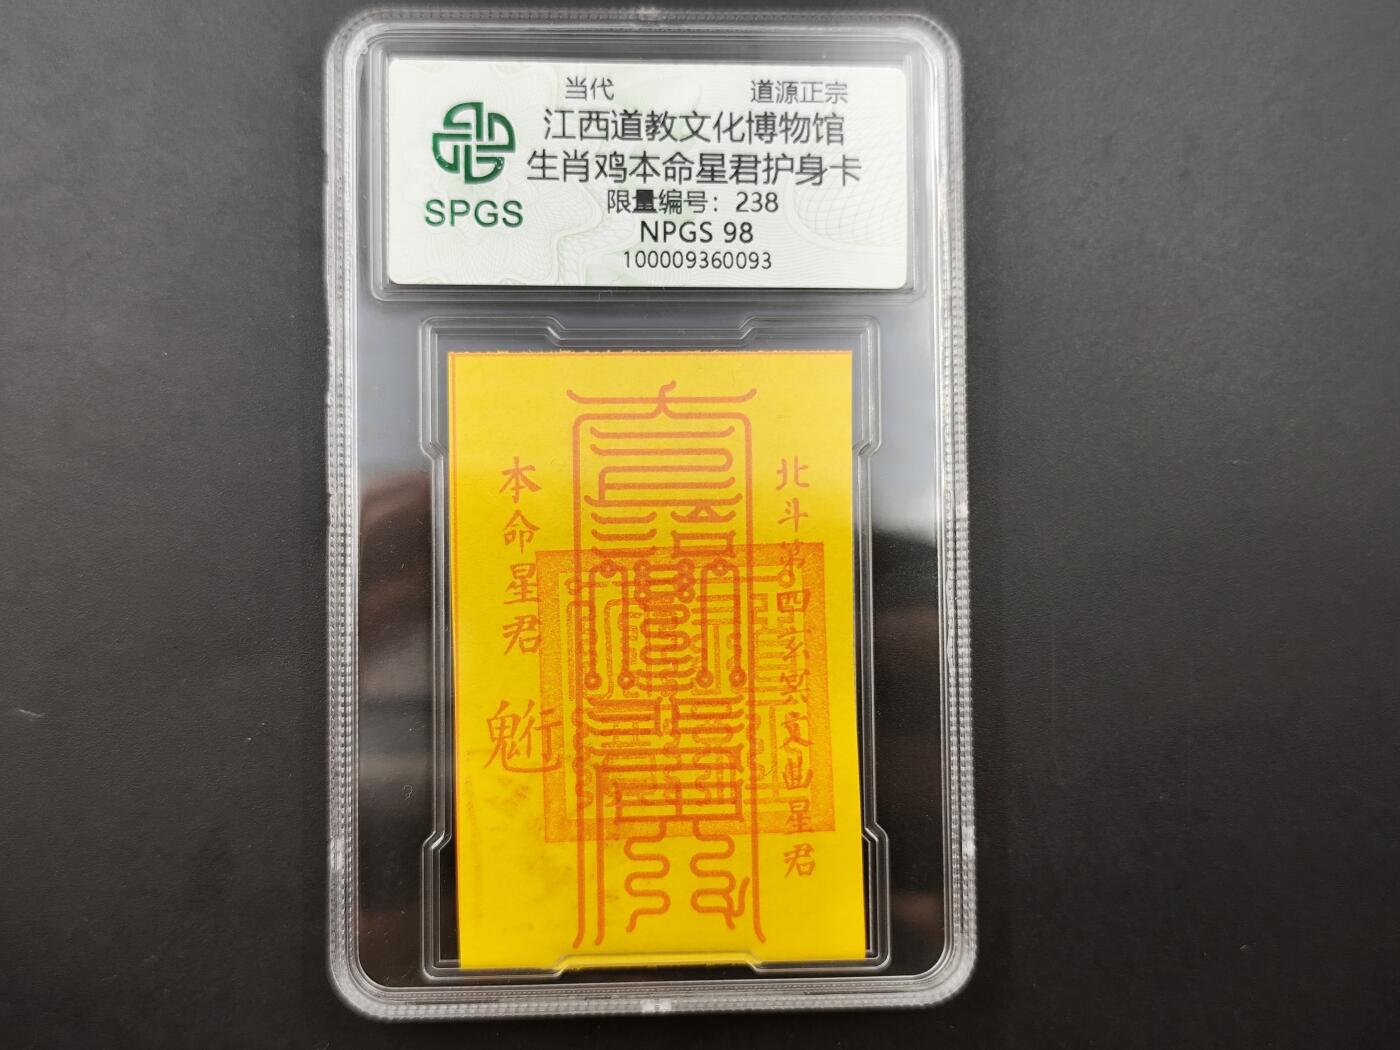 当代 道源正宗
江西道教文化博物馆
生肖鸡本命星君护身卡
限量编号：238
NPGS 98
100009360093
SPGS
北斗第四玄冥文曲星君
本命星君